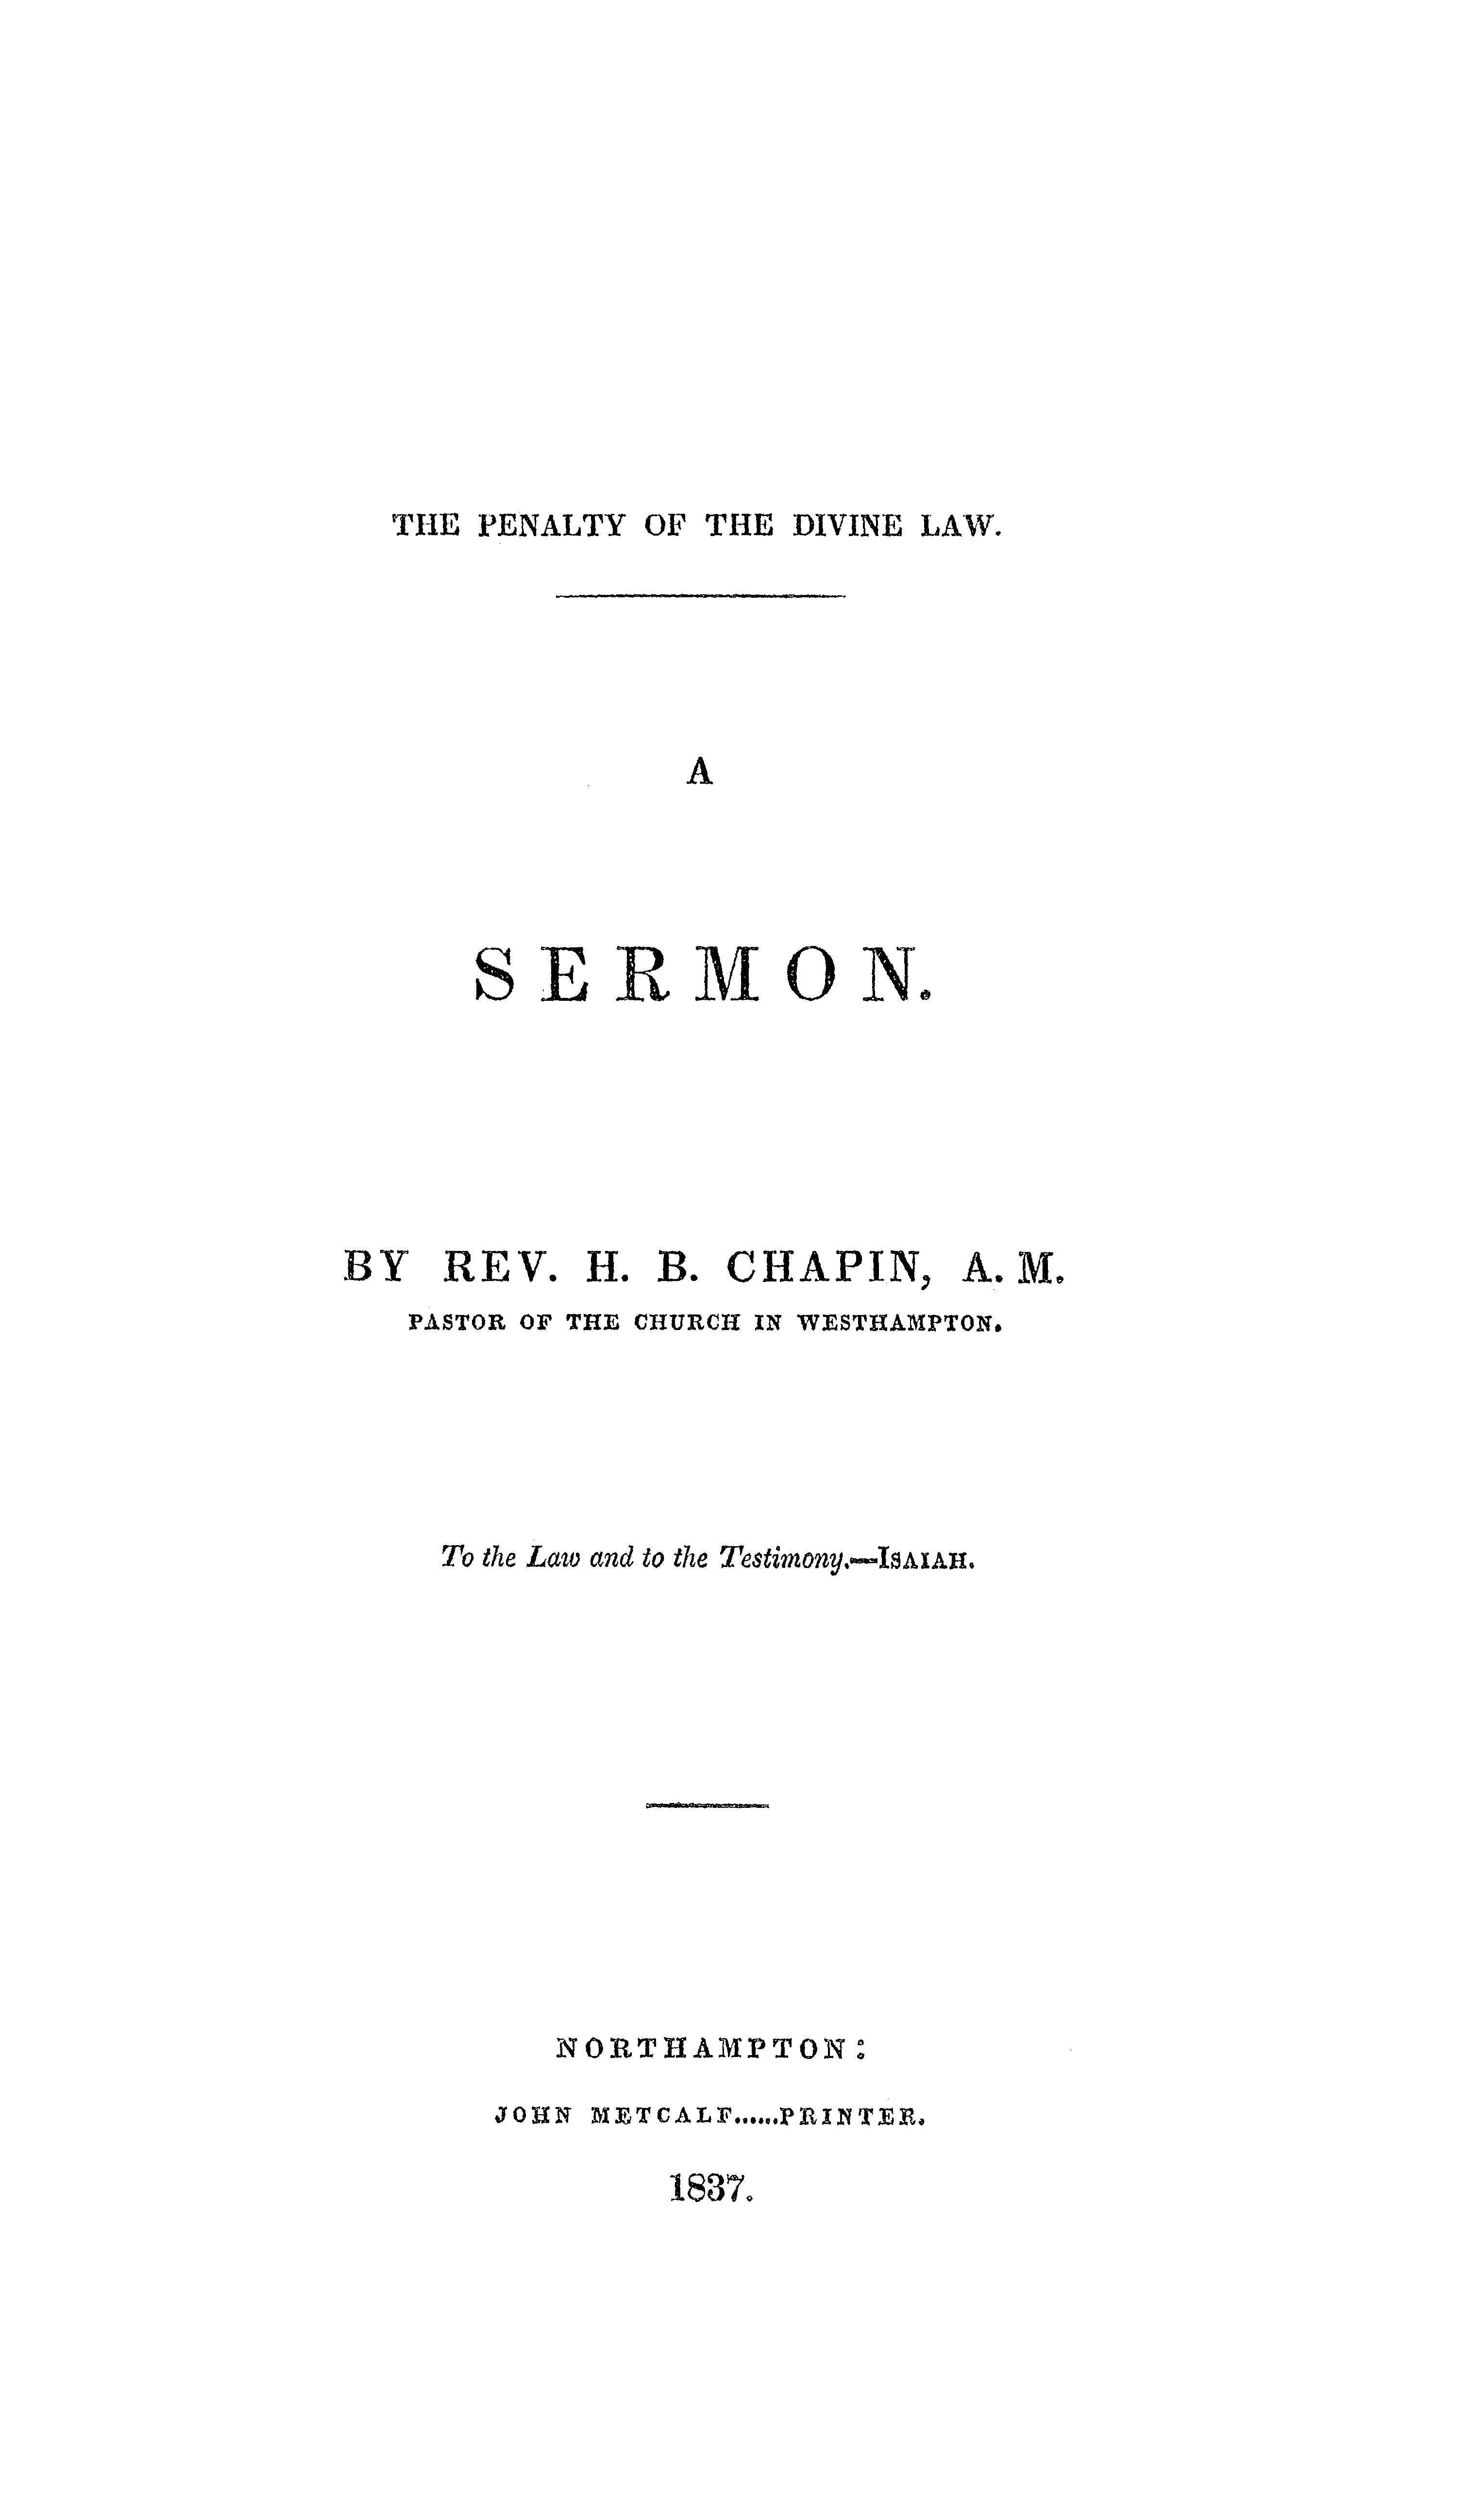 THE PENALTY OF THE DIVINE LAW.
A
SERMON.
BY REV. H. B. CHAPIN, A. M.
PASTOR OF THE CHURCH IN WESTHAMPTON.
To the Law and to the Testimony.—ISAIAH.
NORTHAMPTON:
JOHN METCALF......PRINTER.
1837.